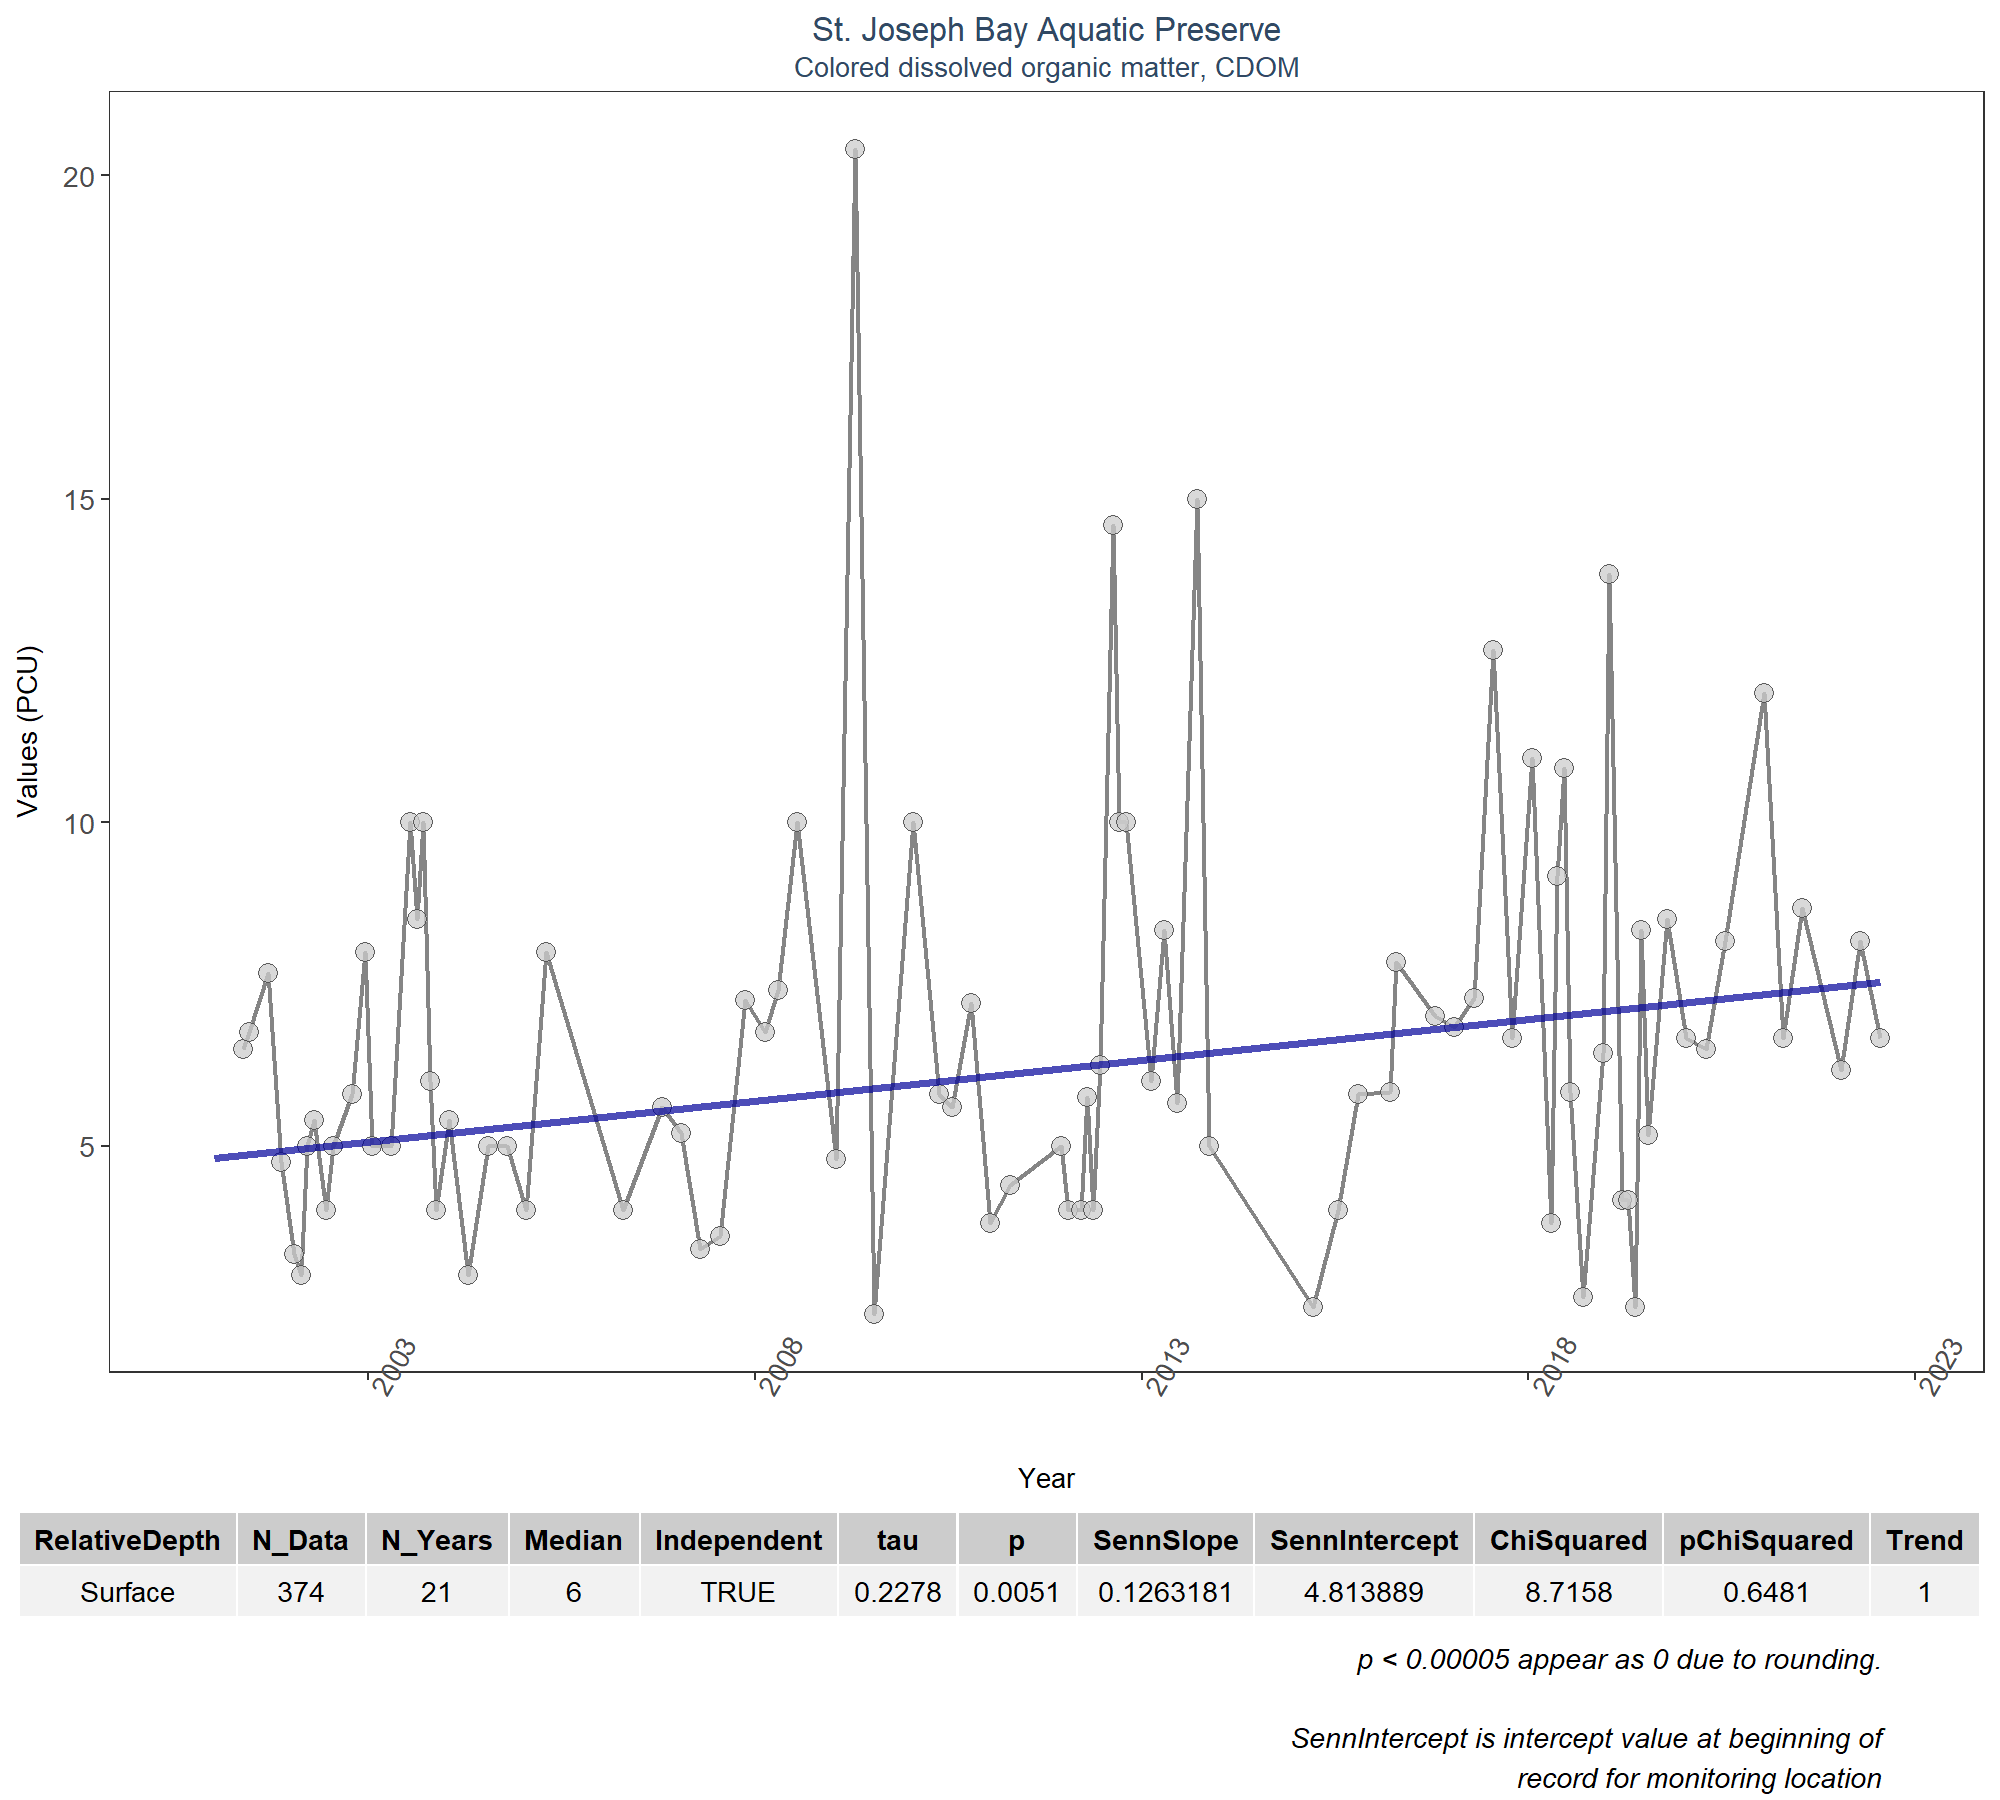 St. Joseph Bay Aquatic Preserve
Colored dissolved organic matter, CDOM
Values (PCU)
20
15
10
5
2003 2008 2013 2018 2023
Year
RelativeDepth N_Data N_Years Median Independent tau p SennSlope SennIntercept ChiSquared pChiSquared Trend
Surface 374 21 6 TRUE 0.2278 0.0051 0.1263181 4.813889 8.7158 0.6481 1
p < 0.00005 appear as 0 due to rounding.
SennIntercept is intercept value at beginning of
record for monitoring location